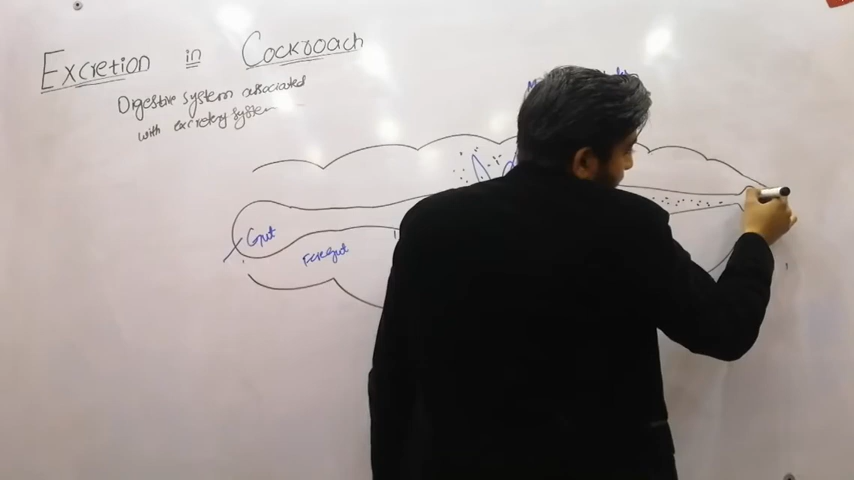 Excretion in Cockroach
Digestive system associated
with excretory system
Gut
Foregut